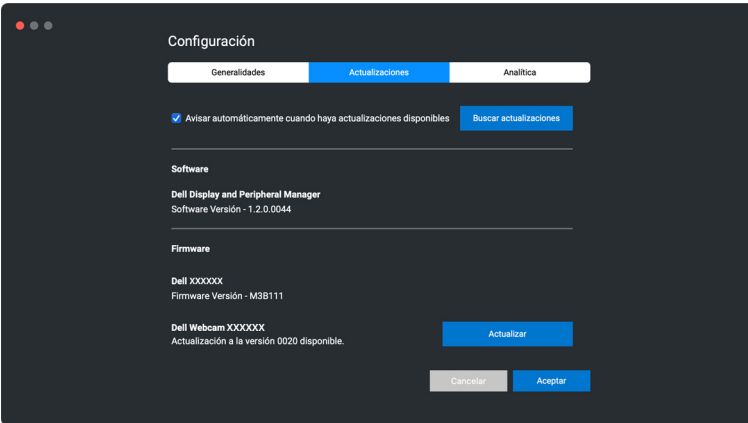 Configuración
Generalidades
Actualizaciones
Analítica
Avisar automáticamente cuando haya actualizaciones disponibles
Buscar actualizaciones
Software
Dell Display and Peripheral Manager
Software Versión - 1.2.0.0044
Firmware
Dell XXXXXX
Firmware Versión - M3B111
Dell Webcam XXXXXX
Actualización a la versión 0020 disponible.
Actualizar
Cancelar
Aceptar